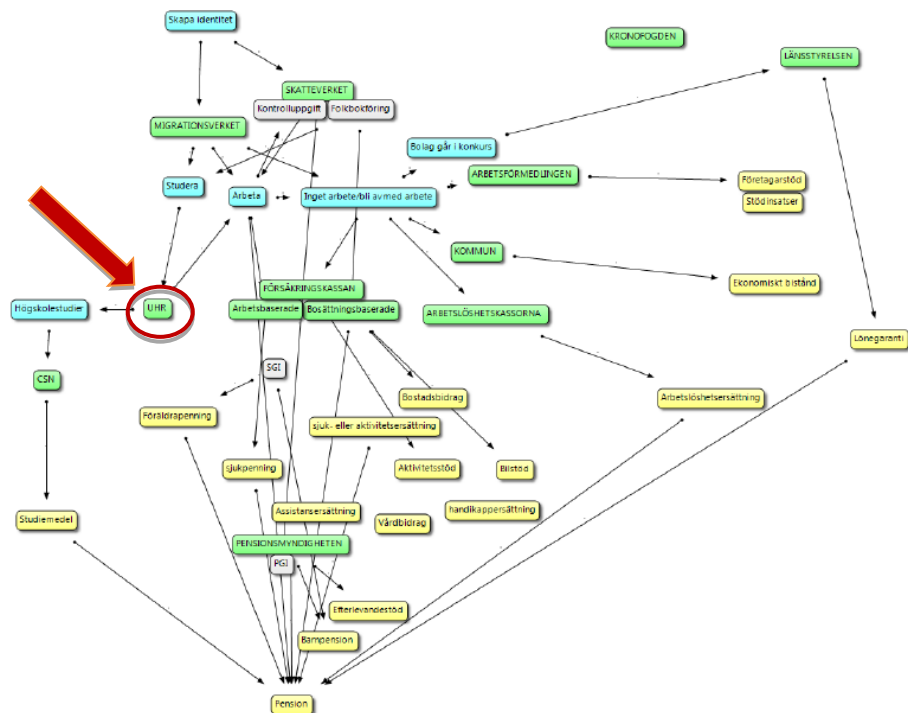 Skapa identitet
KRONOFOGDEN
LÄNSSTYRELSEN
SKATTEVERKET
Kontrolluppgift
Folkbokföring
MIGRATIONSVERKET
Bolag går i konkurs
ARBETSFÖRMEDLINGEN
Företagarstöd
Stödinsatser
Studera
Arbeta
Inget arbete/bli av med arbete
KOMMUN
Ekonomiskt bistånd
FÖRSÄKRINGSKASSAN
Arbetsbaserade
Bosättningsbaserade
ARBETSLÖSHETSKASSORNA
Högskolestudier
UHR
Lönegaranti
SGI
CSN
Bostadsbidrag
Arbetslöshetsersättning
Föräldrapenning
sjuk- eller aktivitetsersättning
sjukpenning
Aktivitetsstöd
Bilstöd
Assistansersättning
handikappersättning
Studiemedel
Vårdbidrag
PENSIONSMYNDIGHETEN
PGI
Efterlevandestöd
Barnpension
Pension